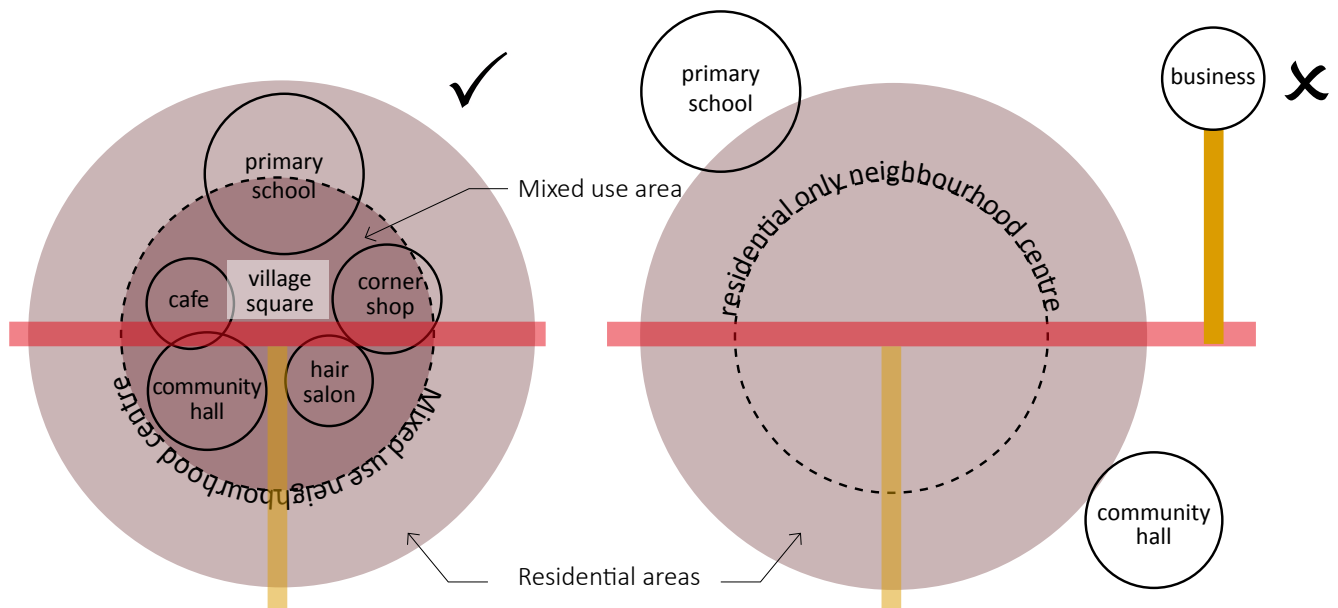 primary
school
Mixed use area
village
square
cafe
corner
shop
community
hall
hair
salon
Mixed use neighbourhood centre
primary
school
business
residential only neighbourhood centre
community
hall
Residential areas